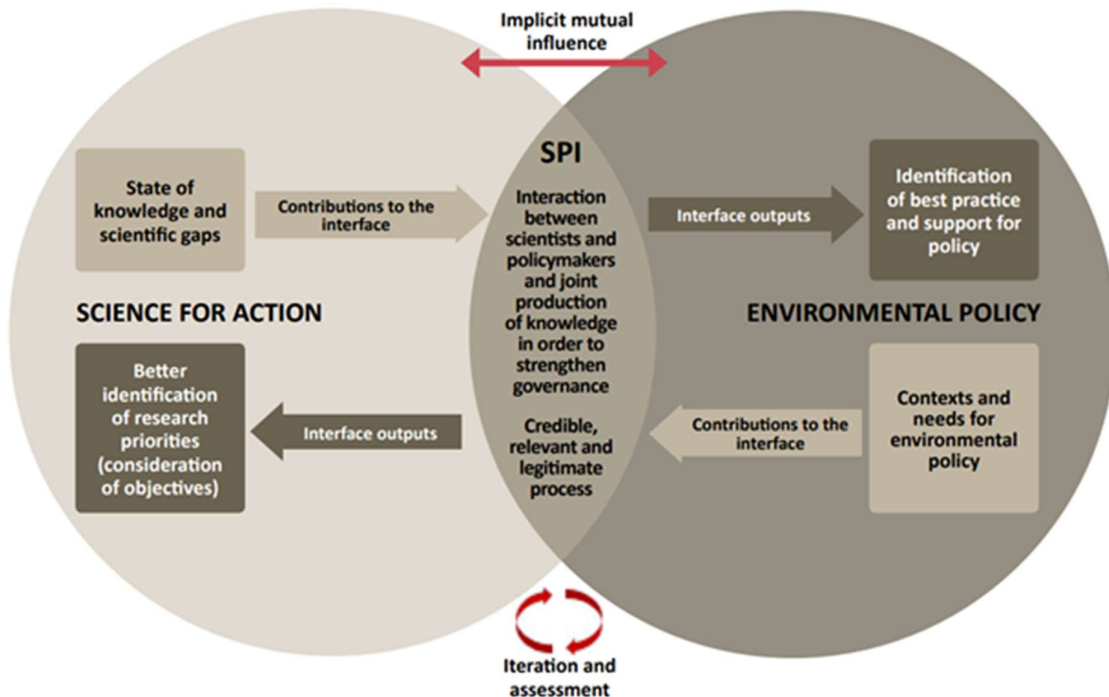 Implicit mutual
influence
State of
knowledge and
scientific gaps
Contributions to the
interface
SCIENCE FOR ACTION
Better
identification
of research
priorities
(consideration
of objectives)
Interface outputs
SPI
Interaction
between
scientists and
policymakers
and joint
production
of knowledge
in order to
strengthen
governance
Credible,
relevant and
legitimate
process
Interface outputs
Identification
of best practice
and support for
policy
ENVIRONMENTAL POLICY
Contributions to the
interface
Contexts and
needs for
environmental
policy
Iteration and
assessment